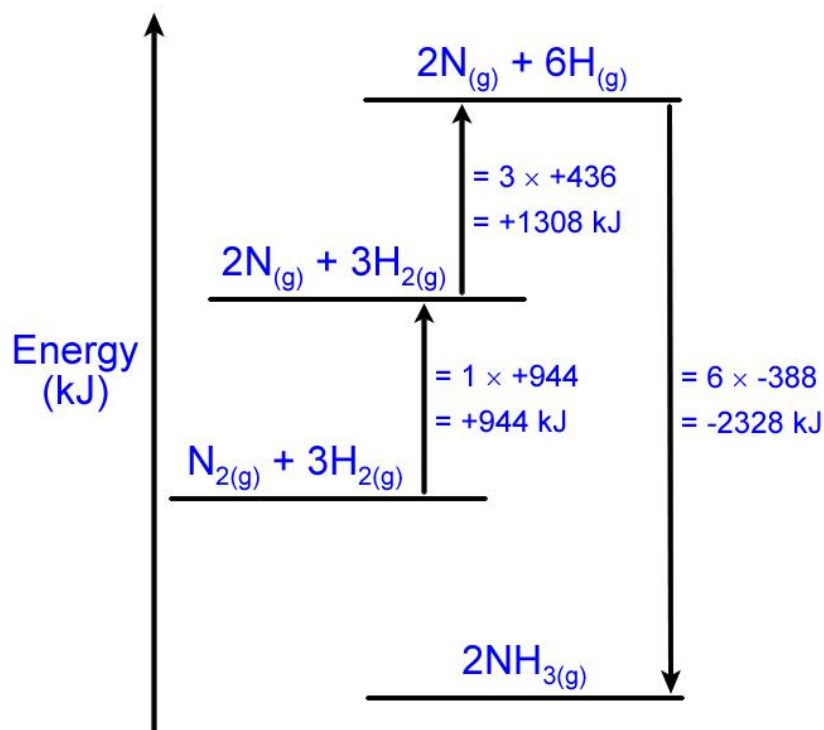 2N(g) + 6H(g)
= 3 × +436
= +1308 kJ
2N(g) + 3H2(g)
Energy
(kJ)
= 1 × +944
= +944 kJ
= 6 × -388
= -2328 kJ
N2(g) + 3H2(g)
2NH3(g)